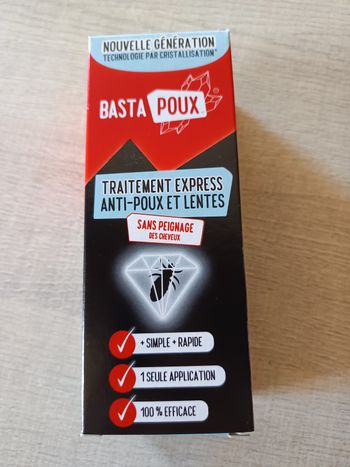 NOUVELLE GÉNÉRATION
TECHNOLOGIE PAR CRISTALLISATION*
BASTA POUX
TRAITEMENT EXPRESS
ANTI-POUX ET LENTES
SANS PEIGNAGE
DES CHEVEUX
+ SIMPLE + RAPIDE
1 SEULE APPLICATION
100 % EFFICACE